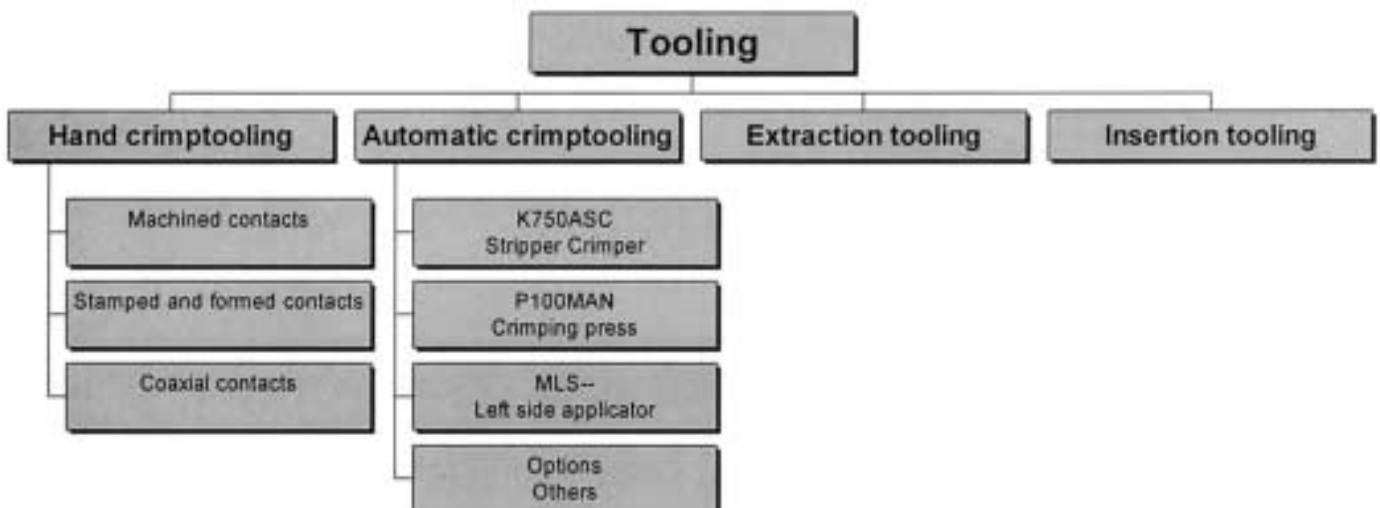 Tooling
Hand crimptooling
Automatic crimptooling
Extraction tooling
Insertion tooling
Machined contacts
Stamped and formed contacts
Coaxial contacts
K750ASC
Stripper Crimper
P100MAN
Crimping press
MLS--
Left side applicator
Options
Others